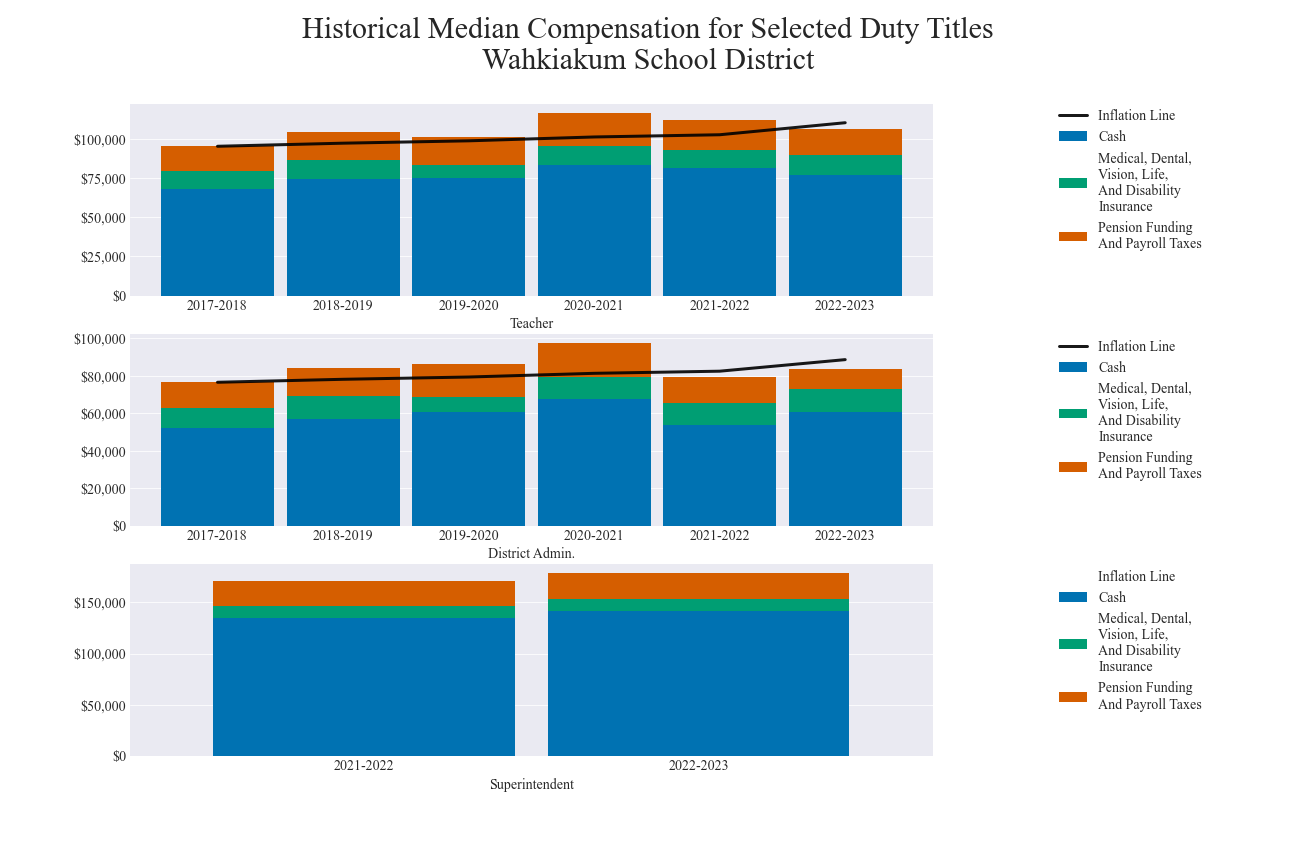 Historical Median Compensation for Selected Duty Titles
Wahkiakum School District
$100,000
$75,000
$50,000
$25,000
$0
2017-2018
2018-2019
2019-2020
2020-2021
2021-2022
2022-2023
Teacher
Inflation Line
Cash
Medical, Dental,
Vision, Life,
And Disability
Insurance
Pension Funding
And Payroll Taxes
$100,000
$80,000
$60,000
$40,000
$20,000
$0
2017-2018
2018-2019
2019-2020
2020-2021
2021-2022
2022-2023
District Admin.
Inflation Line
Cash
Medical, Dental,
Vision, Life,
And Disability
Insurance
Pension Funding
And Payroll Taxes
$150,000
$100,000
$50,000
$0
2021-2022
2022-2023
Superintendent
Inflation Line
Cash
Medical, Dental,
Vision, Life,
And Disability
Insurance
Pension Funding
And Payroll Taxes